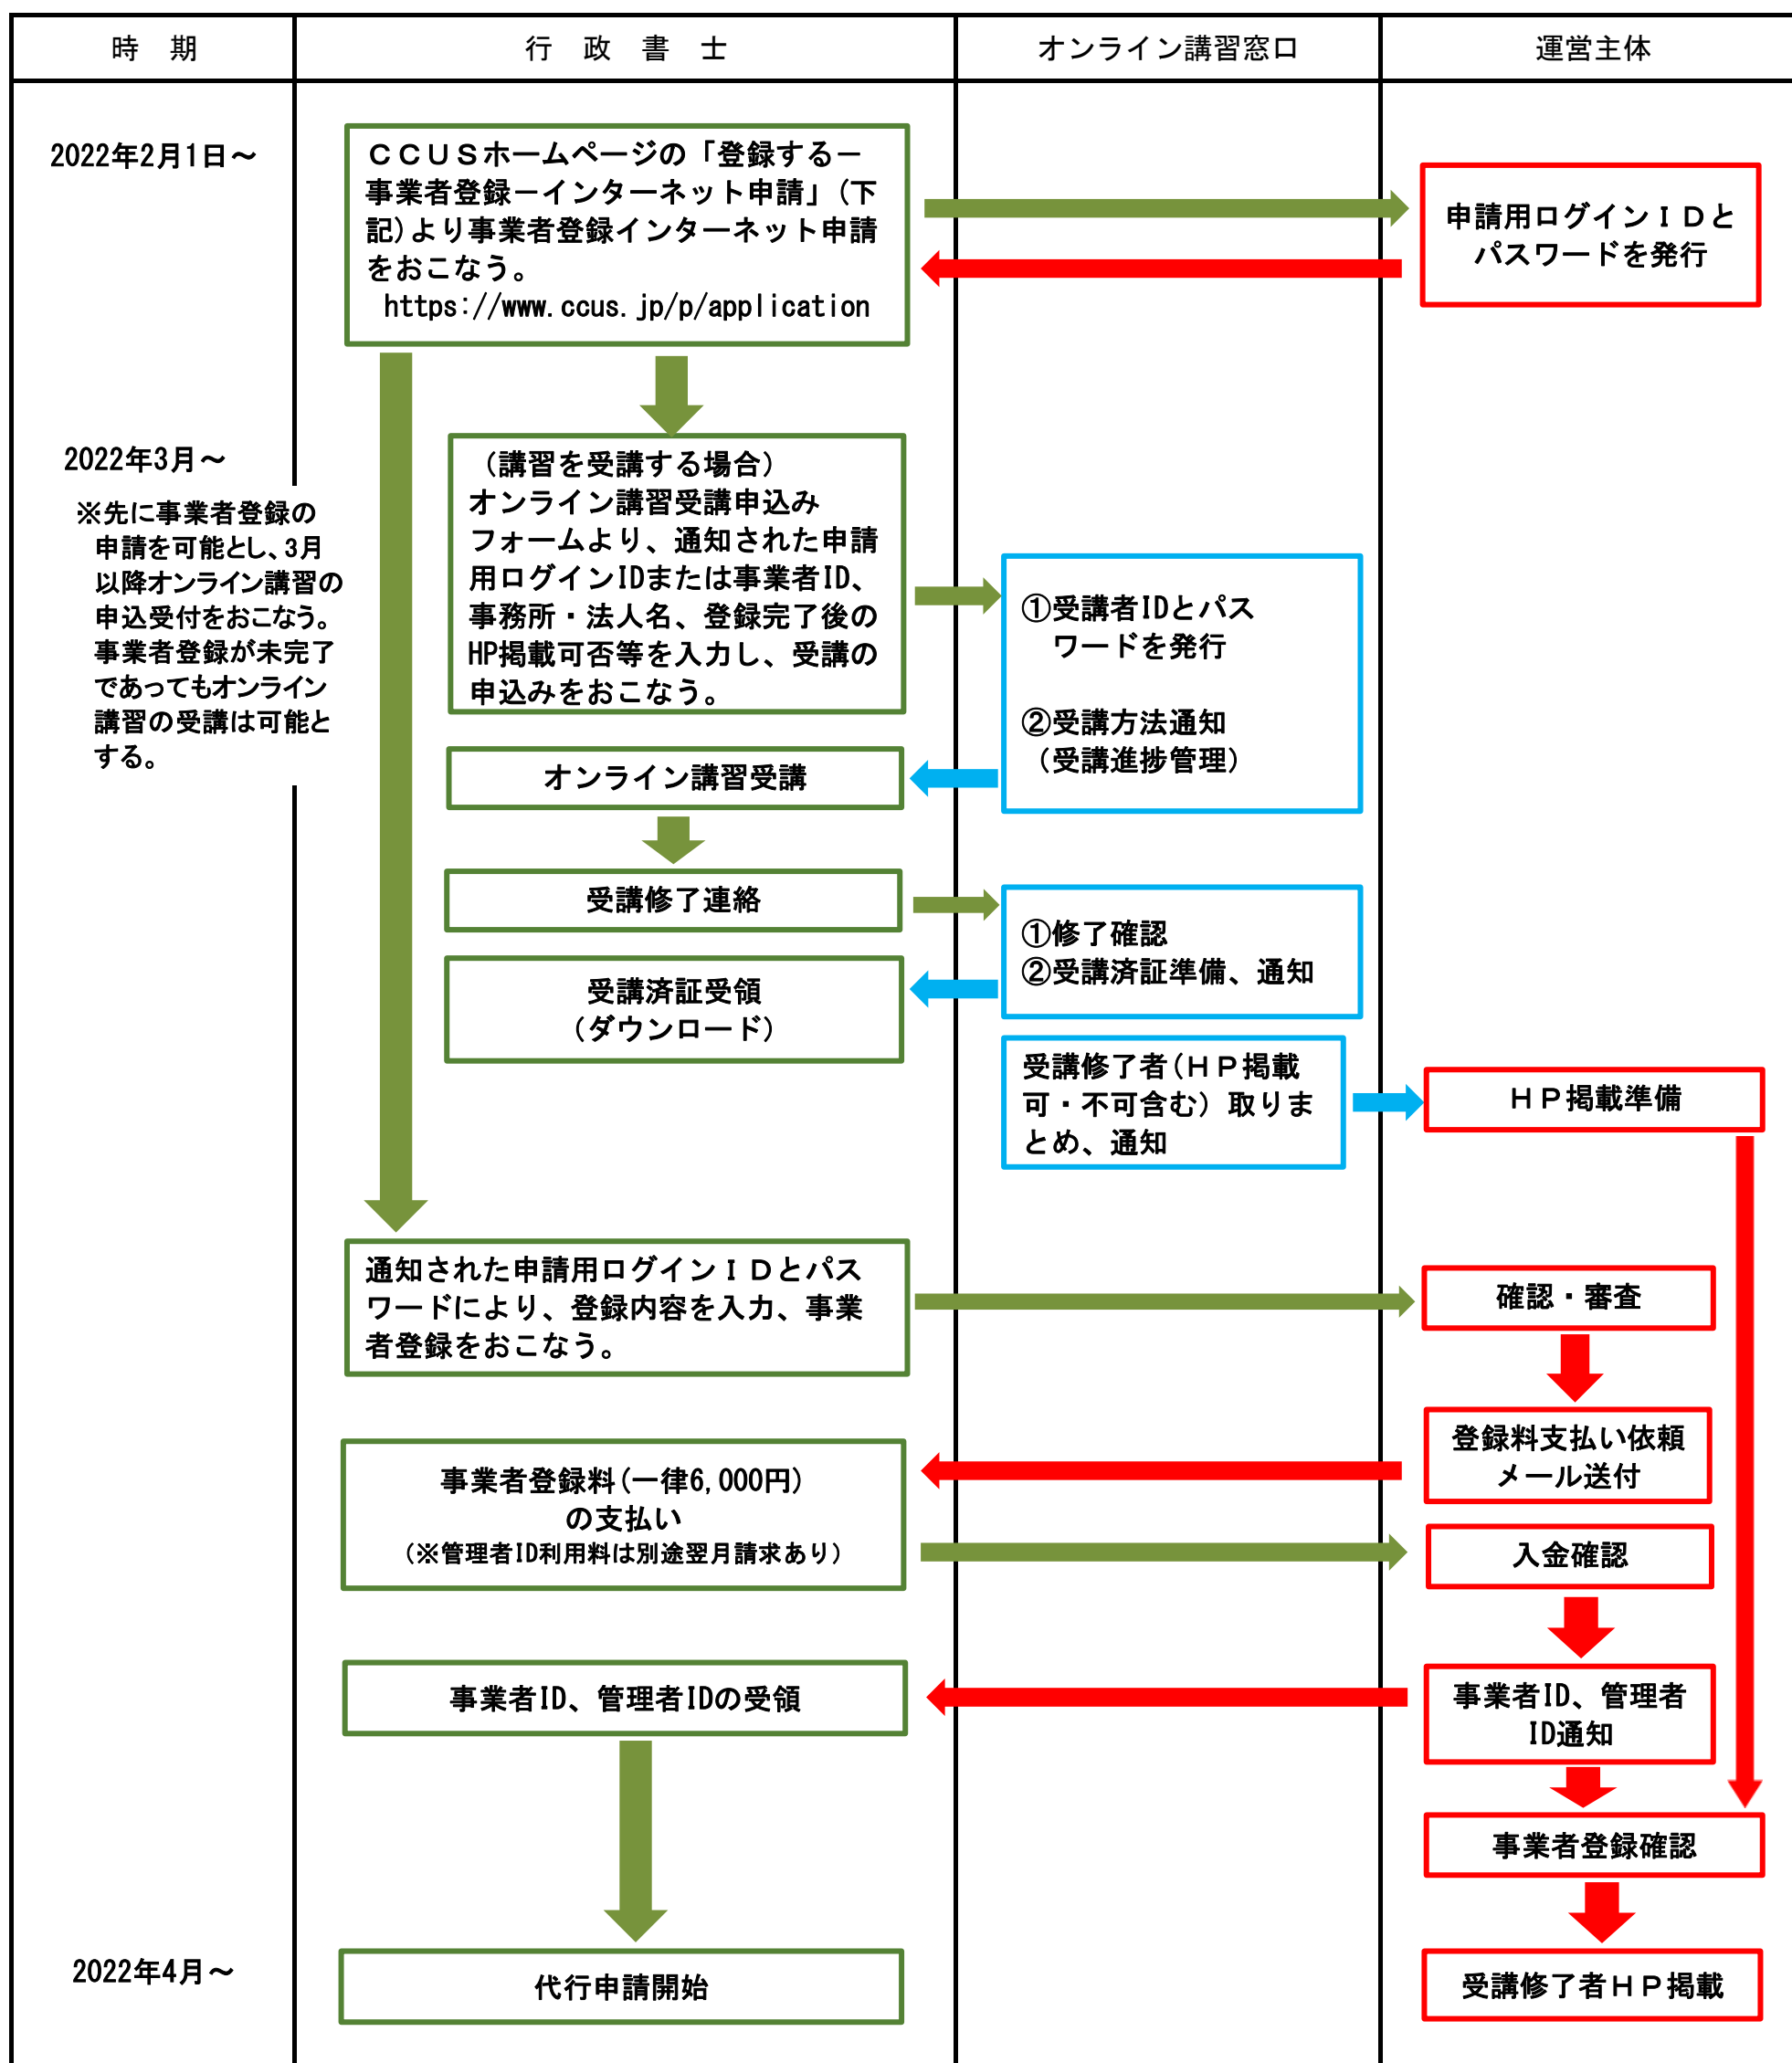 時　期
行　政　書　士
オンライン講習窓口
運営主体
2022年2月1日～
ＣＣＵＳホームページの「登録する－
事業者登録－インターネット申請」（下
記）より事業者登録インターネット申請
をおこなう。
https://www.ccus.jp/p/application
申請用ログインＩＤと
パスワードを発行
2022年3月～
※先に事業者登録の
申請を可能とし、3月
以降オンライン講習の
申込受付をおこなう。
事業者登録が未完了
であってもオンライン
講習の受講は可能と
する。
（講習を受講する場合）
オンライン講習受講申込み
フォームより、通知された申請
用ログインIDまたは事業者ID、
事務所・法人名、登録完了後の
HP掲載可否等を入力し、受講の
申込みをおこなう。
①受講者IDとパス
ワードを発行
②受講方法通知
（受講進捗管理）
オンライン講習受講
受講修了連絡
①修了確認
②受講済証準備、通知
受講済証受領
（ダウンロード）
受講修了者（ＨＰ掲載
可・不可含む）取りま
とめ、通知
ＨＰ掲載準備
通知された申請用ログインＩＤとパス
ワードにより、登録内容を入力、事業
者登録をおこなう。
確認・審査
登録料支払い依頼
メール送付
事業者登録料（一律6,000円）
の支払い
（※管理者ID利用料は別途翌月請求あり）
入金確認
事業者ID、管理者IDの受領
事業者ID、管理者
ID通知
事業者登録確認
2022年4月～
代行申請開始
受講修了者ＨＰ掲載